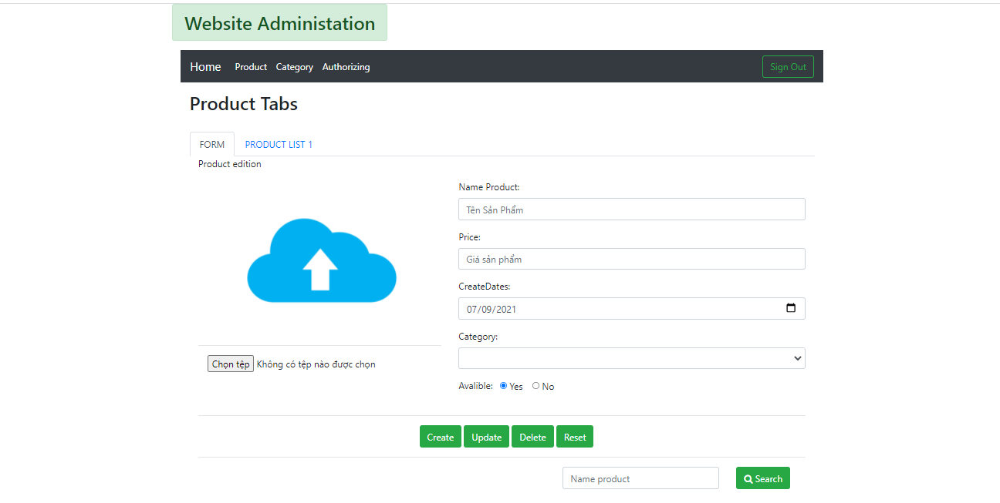 Website Administation
Home Product Category Authorizing Sign Out
Product Tabs
FORM PRODUCT LIST 1
Product edition
Name Product:
Tên Sản Phẩm
Price:
Giá sản phẩm
CreateDates:
07/09/2021
Category:
Chọn tệp Không có tệp nào được chọn
Avalible: Yes No
Create Update Delete Reset
Name product Search